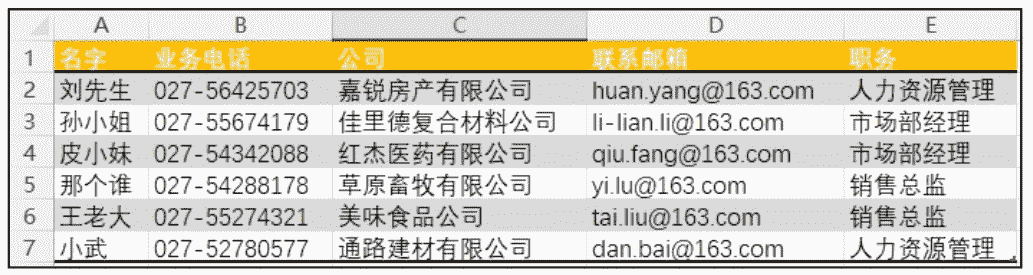 A B C D E
1 名字 业务电话 公司 联系邮箱 职务
2 刘先生 027-56425703 嘉锐房产有限公司 huan.yang@163.com 人力资源管理
3 孙小姐 027-55674179 佳里德复合材料公司 li-lian.li@163.com 市场部经理
4 皮小妹 027-54342088 红杰医药有限公司 qiu.fang@163.com 市场部经理
5 那个谁 027-54288178 草原畜牧有限公司 yi.lu@163.com 销售总监
6 王老大 027-55274321 美味食品公司 tai.liu@163.com 销售总监
7 小武 027-52780577 通路建材有限公司 dan.bai@163.com 人力资源管理